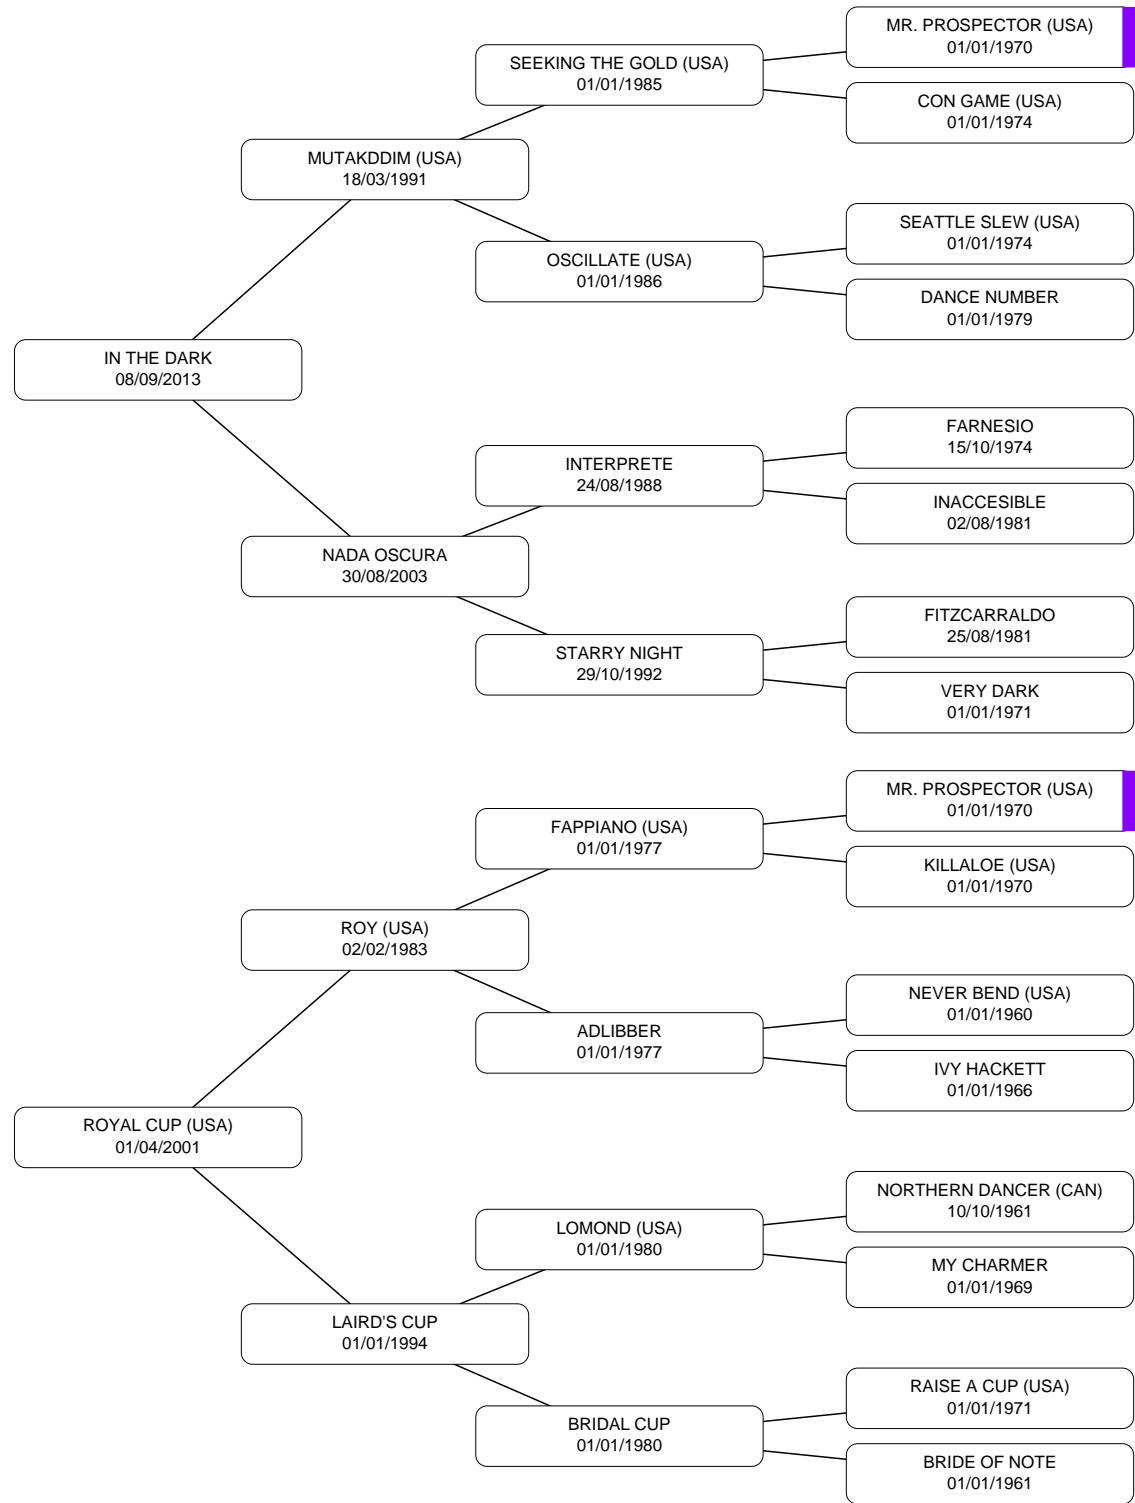 MR. PROSPECTOR (USA)
01/01/1970
SEEKING THE GOLD (USA)
01/01/1985
CON GAME (USA)
01/01/1974
MUTAKDDIM (USA)
18/03/1991
SEATTLE SLEW (USA)
01/01/1974
OSCILLATE (USA)
01/01/1986
DANCE NUMBER
01/01/1979
IN THE DARK
08/09/2013
FARNESIO
15/10/1974
INTERPRETE
24/08/1988
INACCESIBLE
02/08/1981
NADA OSCURA
30/08/2003
FITZCARRALDO
25/08/1981
STARRY NIGHT
29/10/1992
VERY DARK
01/01/1971
MR. PROSPECTOR (USA)
01/01/1970
FAPPIANO (USA)
01/01/1977
KILLALOE (USA)
01/01/1970
ROY (USA)
02/02/1983
NEVER BEND (USA)
01/01/1960
ADLIBBER
01/01/1977
IVY HACKETT
01/01/1966
ROYAL CUP (USA)
01/04/2001
NORTHERN DANCER (CAN)
10/10/1961
LOMOND (USA)
01/01/1980
MY CHARMER
01/01/1969
LAIRD'S CUP
01/01/1994
RAISE A CUP (USA)
01/01/1971
BRIDAL CUP
01/01/1980
BRIDE OF NOTE
01/01/1961